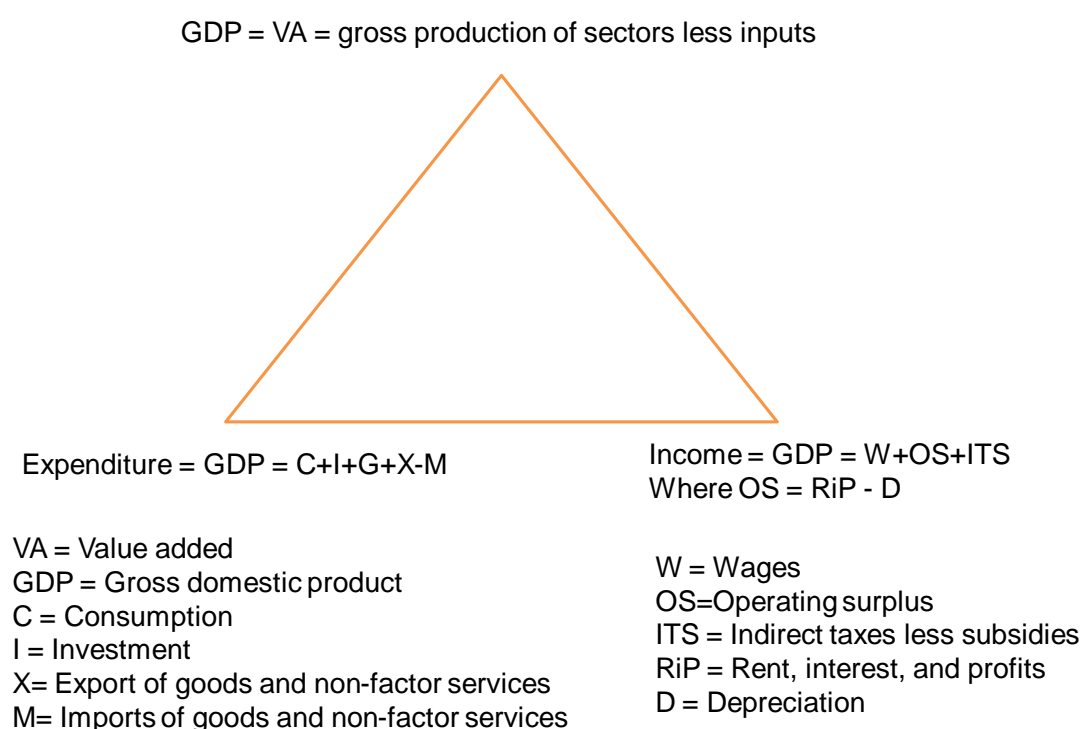 GDP = VA = gross production of sectors less inputs
Expenditure = GDP = C+I+G+X-M
Income = GDP = W+OS+ITS
Where OS = RiP - D
VA = Value added
GDP = Gross domestic product
C = Consumption
I = Investment
X= Export of goods and non-factor services
M= Imports of goods and non-factor services
W = Wages
OS=Operating surplus
ITS = Indirect taxes less subsidies
RiP = Rent, interest, and profits
D = Depreciation